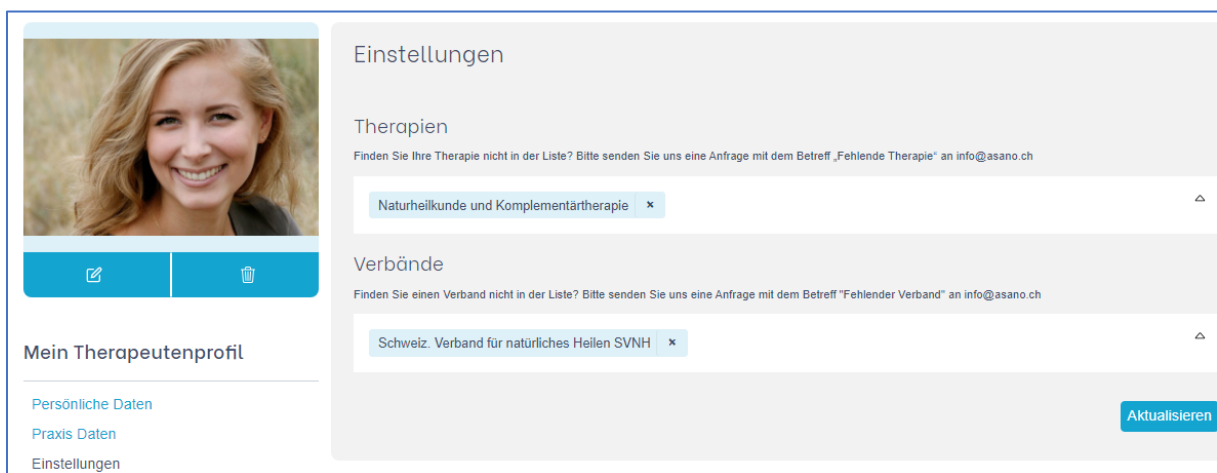 Einstellungen
Therapien
Finden Sie Ihre Therapie nicht in der Liste? Bitte senden Sie uns eine Anfrage mit dem Betreff „Fehlende Therapie“ an info@asano.ch
Naturheilkunde und Komplementärtherapie ×
Verbände
Finden Sie einen Verband nicht in der Liste? Bitte senden Sie uns eine Anfrage mit dem Betreff "Fehlender Verband" an info@asano.ch
Schweiz. Verband für natürliches Heilen SVNH ×
Aktualisieren
Mein Therapeutenprofil
Persönliche Daten
Praxis Daten
Einstellungen